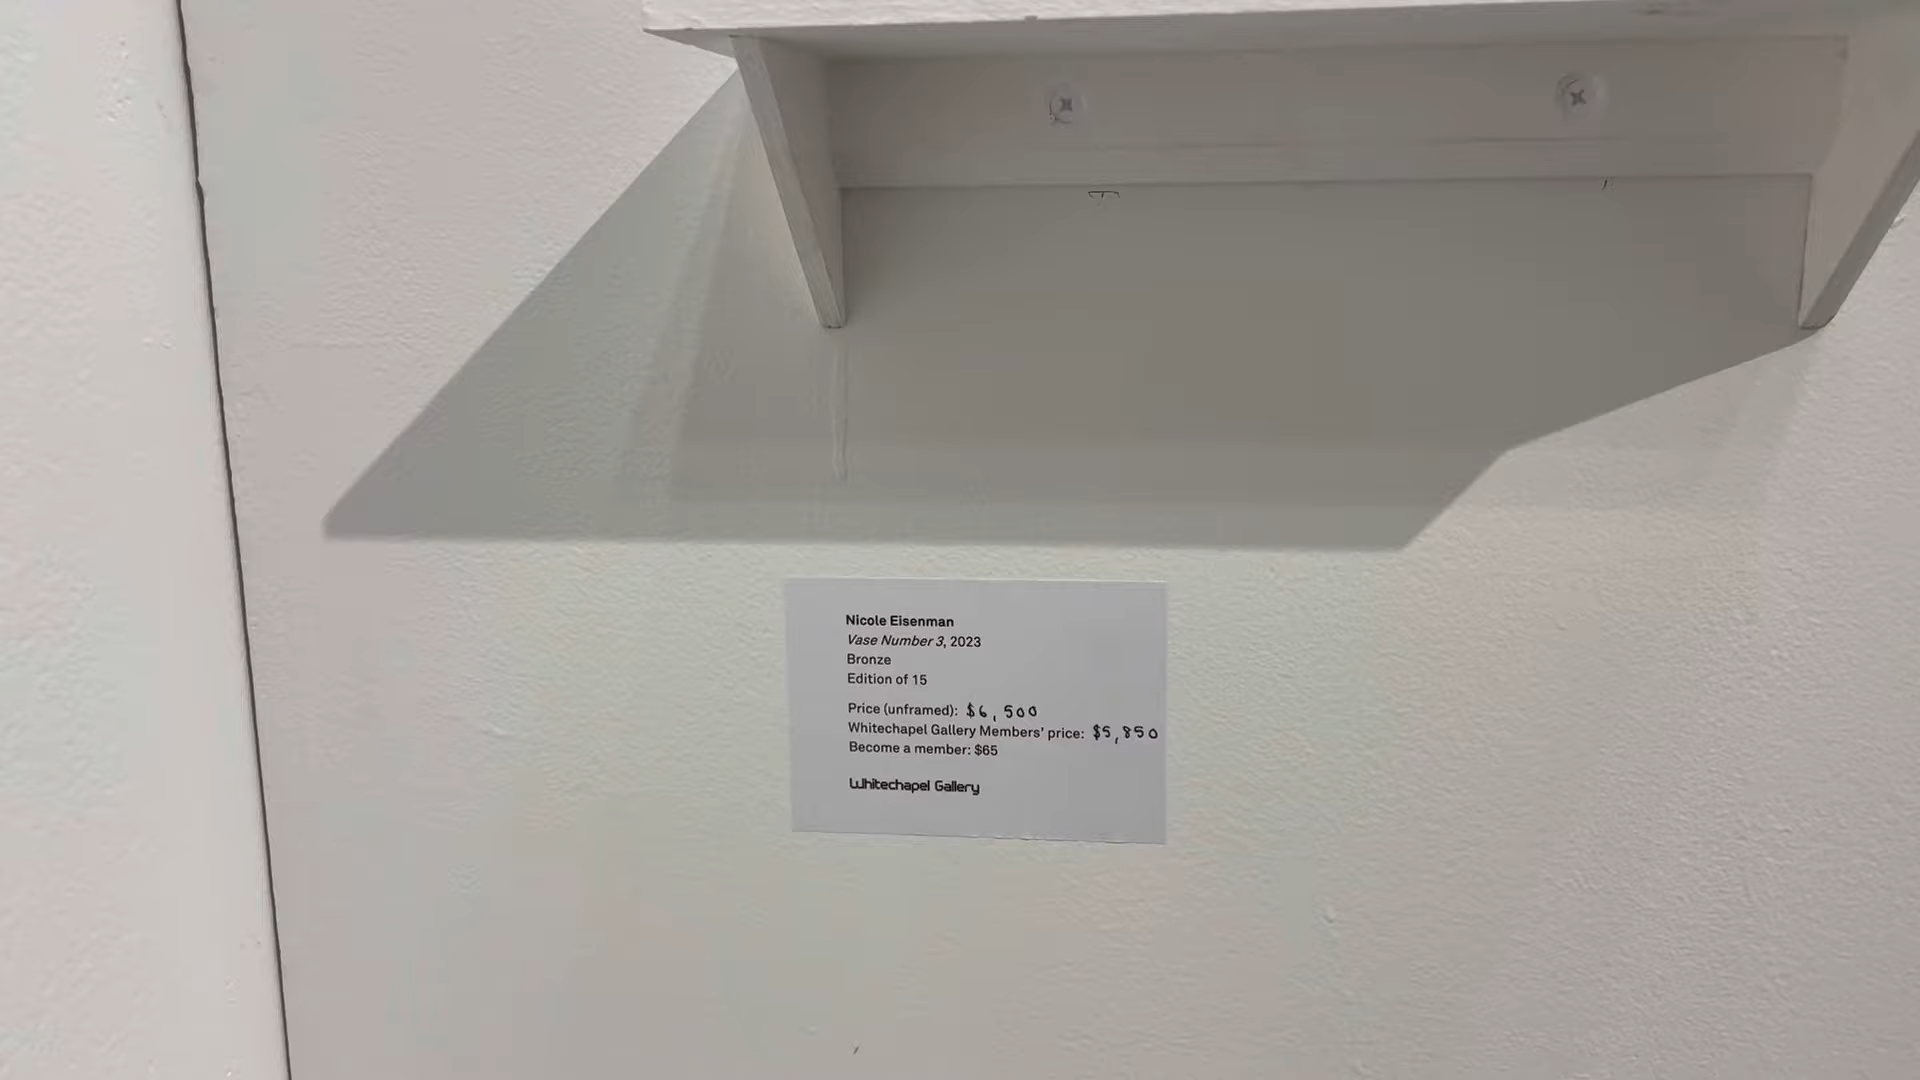 Nicole Eisenman
Vase Number 3, 2023
Bronze
Edition of 15
Price (unframed): $6,500
Whitechapel Gallery Members' price: $5,850
Become a member: $65
Whitechapel Gallery